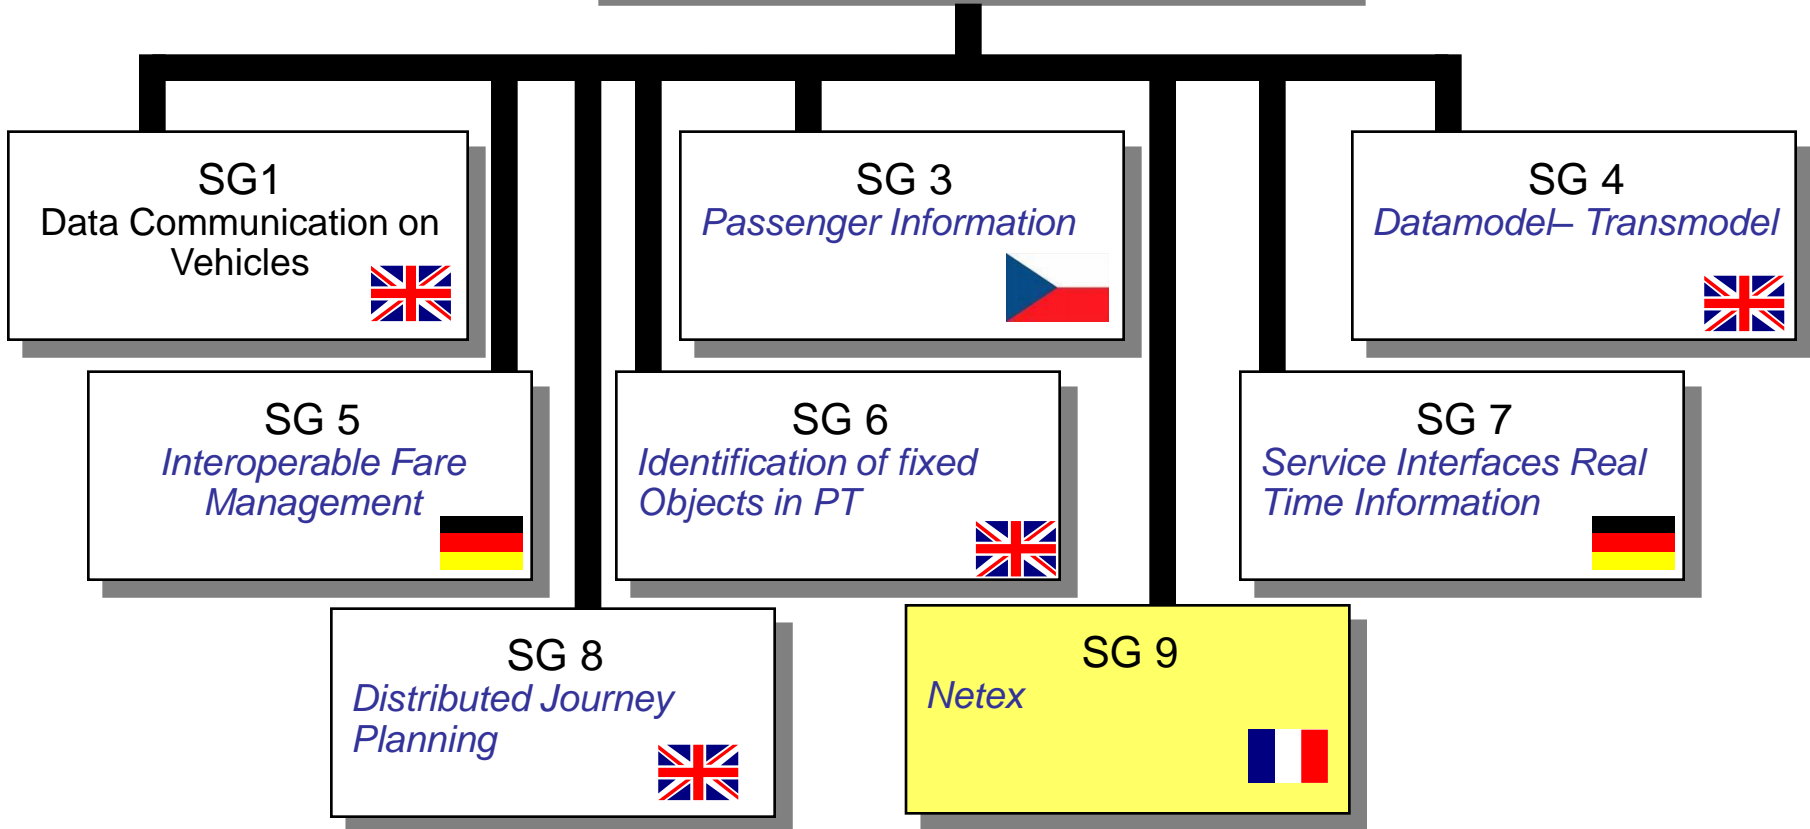 SG1
Data Communication on
Vehicles
SG 3
Passenger Information
SG 4
Datamodel– Transmodel
SG 5
Interoperable Fare
Management
SG 6
Identification of fixed
Objects in PT
SG 7
Service Interfaces Real
Time Information
SG 8
Distributed Journey
Planning
SG 9
Netex